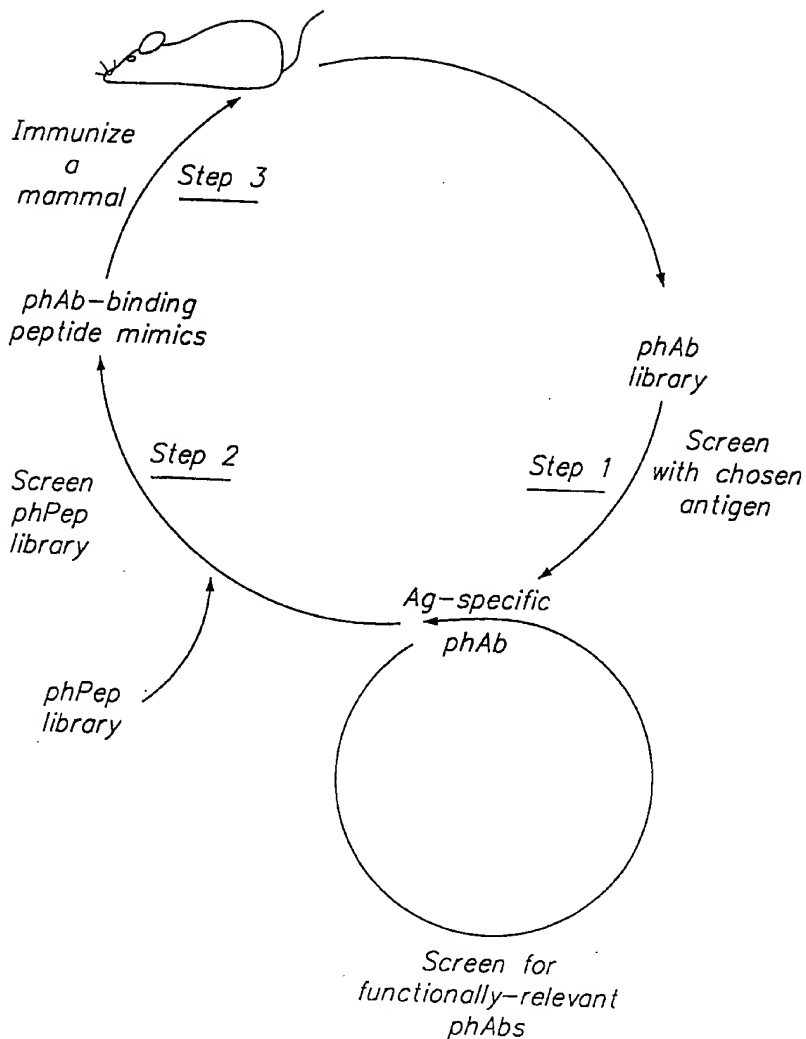 Immunize
a
mammal
Step 3
phAb-binding
peptide mimics
phAb
library
Step 2
Step 1
Screen
with chosen
antigen
Screen
phPep
library
Ag-specific
phAb
phPep
library
Screen for
functionally-relevant
phAbs